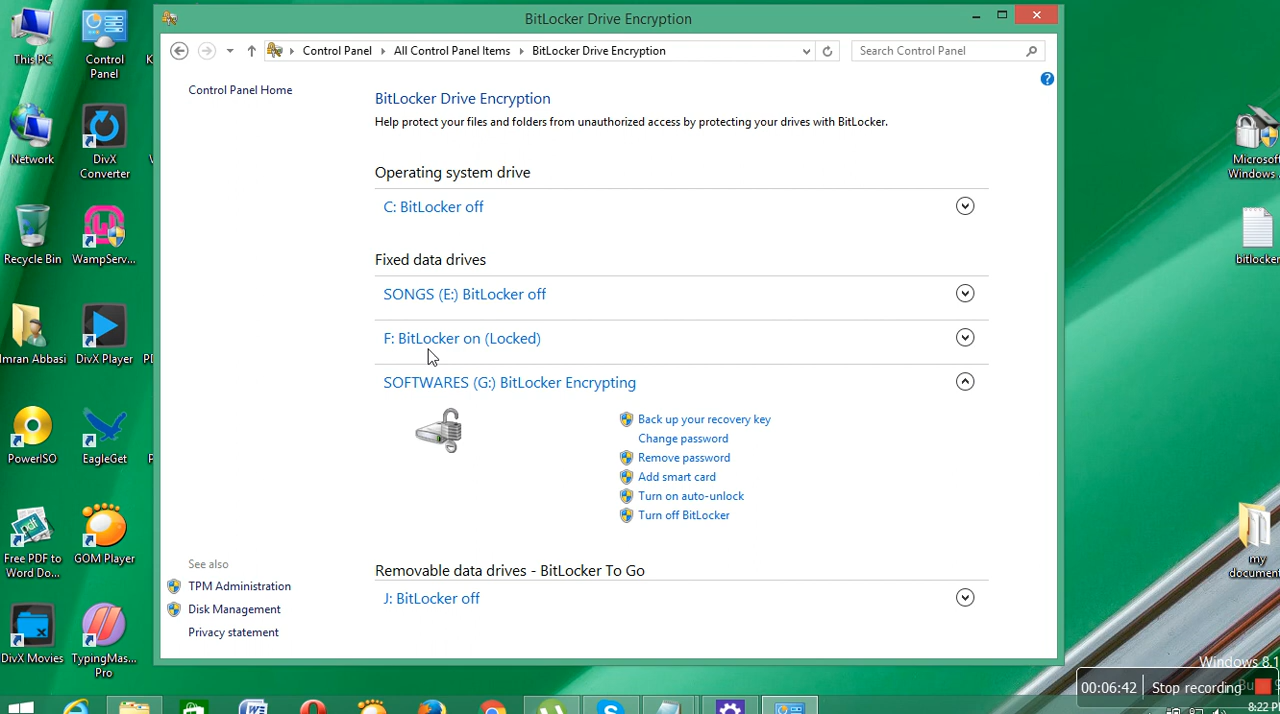 BitLocker Drive Encryption
Control Panel
All Control Panel Items
BitLocker Drive Encryption
Search Control Panel
Control Panel Home
BitLocker Drive Encryption
Help protect your files and folders from unauthorized access by protecting your drives with BitLocker.
Operating system drive
C: BitLocker off
Fixed data drives
SONGS (E:) BitLocker off
F: BitLocker on (Locked)
SOFTWARES (G:) BitLocker Encrypting
Back up your recovery key
Change password
Remove password
Add smart card
Turn on auto-unlock
Turn off BitLocker
Removable data drives - BitLocker To Go
J: BitLocker off
See also
TPM Administration
Disk Management
Privacy statement
This PC
Control
Panel
K
Network
DivX
Converter
Recycle Bin
WampServ...
Imran Abbasi
DivX Player
PD
PowerISO
EagleGet
P
Free PDF to
Word Do...
GOM Player
DivX Movies
TypingMas...
Pro
Microsoft
Windows
bitlocker
my
document
Windows 8.1
00:06:42
Stop recording
8:22 P